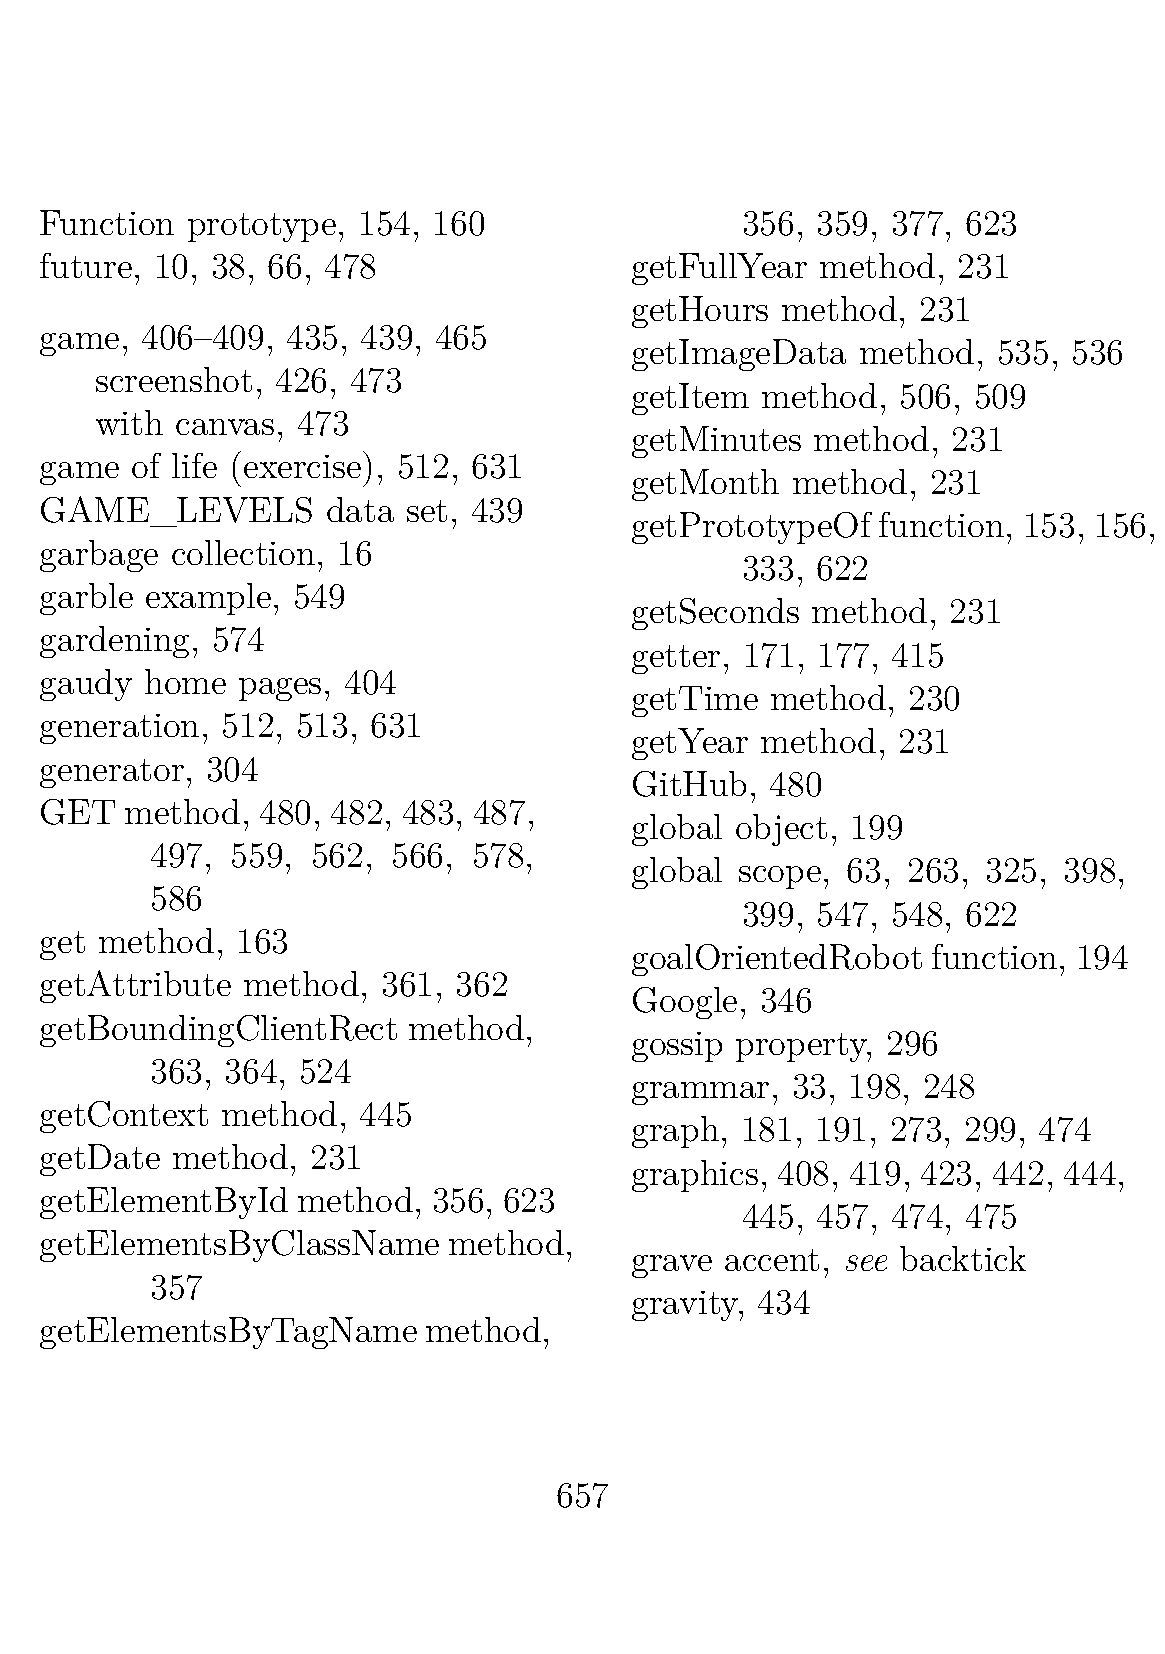 Function prototype, 154, 160
future, 10, 38, 66, 478
game, 406–409, 435, 439, 465
screenshot, 426, 473
with canvas, 473
game of life (exercise), 512, 631
GAME_LEVELS data set, 439
garbage collection, 16
garble example, 549
gardening, 574
gaudy home pages, 404
generation, 512, 513, 631
generator, 304
GET method, 480, 482, 483, 487,
497, 559, 562, 566, 578,
586
get method, 163
getAttribute method, 361, 362
getBoundingClientRect method,
363, 364, 524
getContext method, 445
getDate method, 231
getElementById method, 356, 623
getElementsByClassName method,
357
getElementsByTagName method,
356, 359, 377, 623
getFullYear method, 231
getHours method, 231
getImageData method, 535, 536
getItem method, 506, 509
getMinutes method, 231
getMonth method, 231
getPrototypeOf function, 153, 156,
333, 622
getSeconds method, 231
getter, 171, 177, 415
getTime method, 230
getYear method, 231
GitHub, 480
global object, 199
global scope, 63, 263, 325, 398,
399, 547, 548, 622
goalOrientedRobot function, 194
Google, 346
gossip property, 296
grammar, 33, 198, 248
graph, 181, 191, 273, 299, 474
graphics, 408, 419, 423, 442, 444,
445, 457, 474, 475
grave accent, see backtick
gravity, 434
657